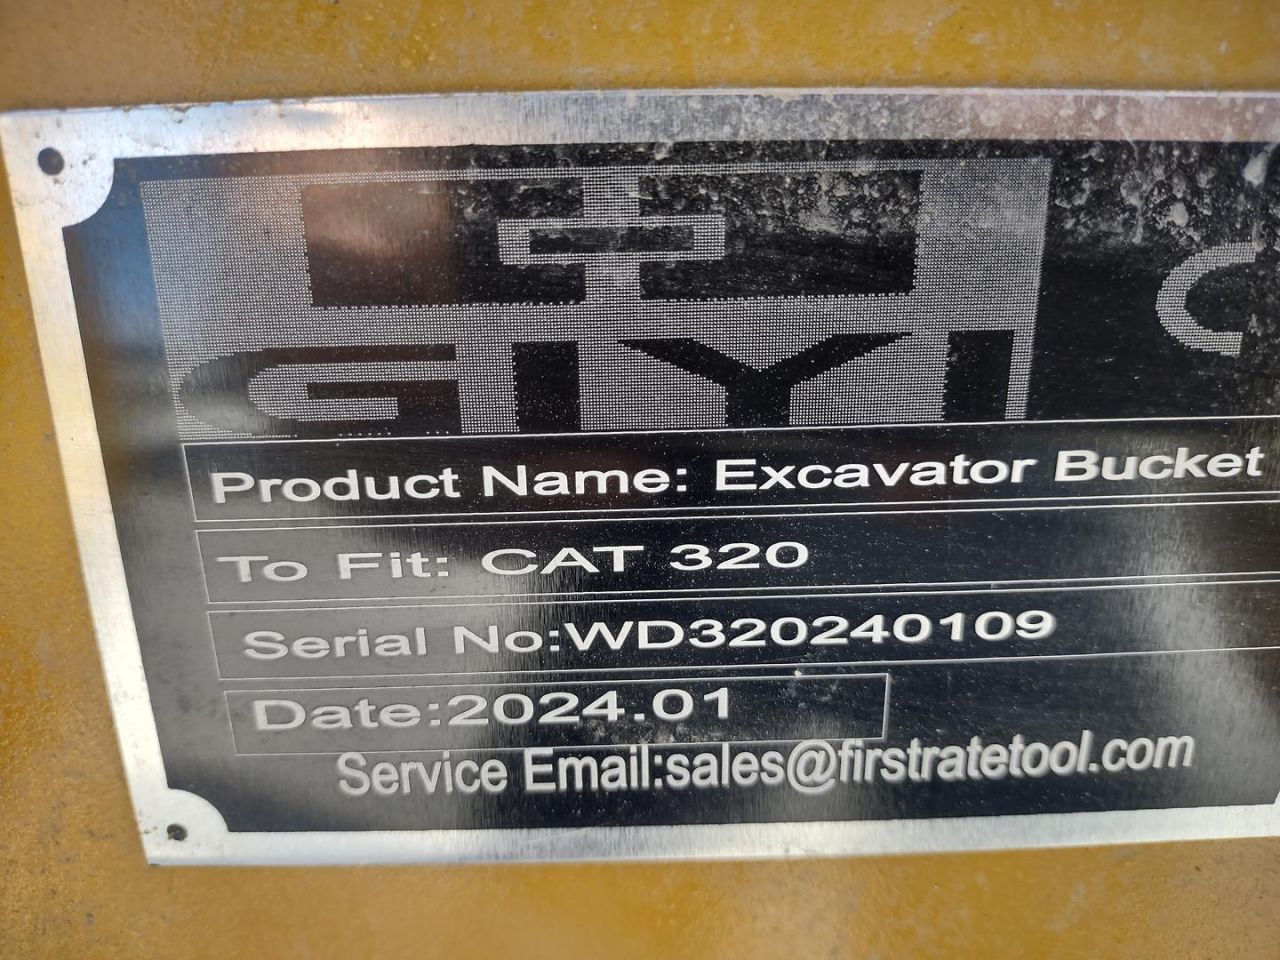 GIYI
Product Name: Excavator Bucket
To Fit: CAT 320
Serial No:WD320240109
Date:2024.01
Service Email:sales@firstratetool.com